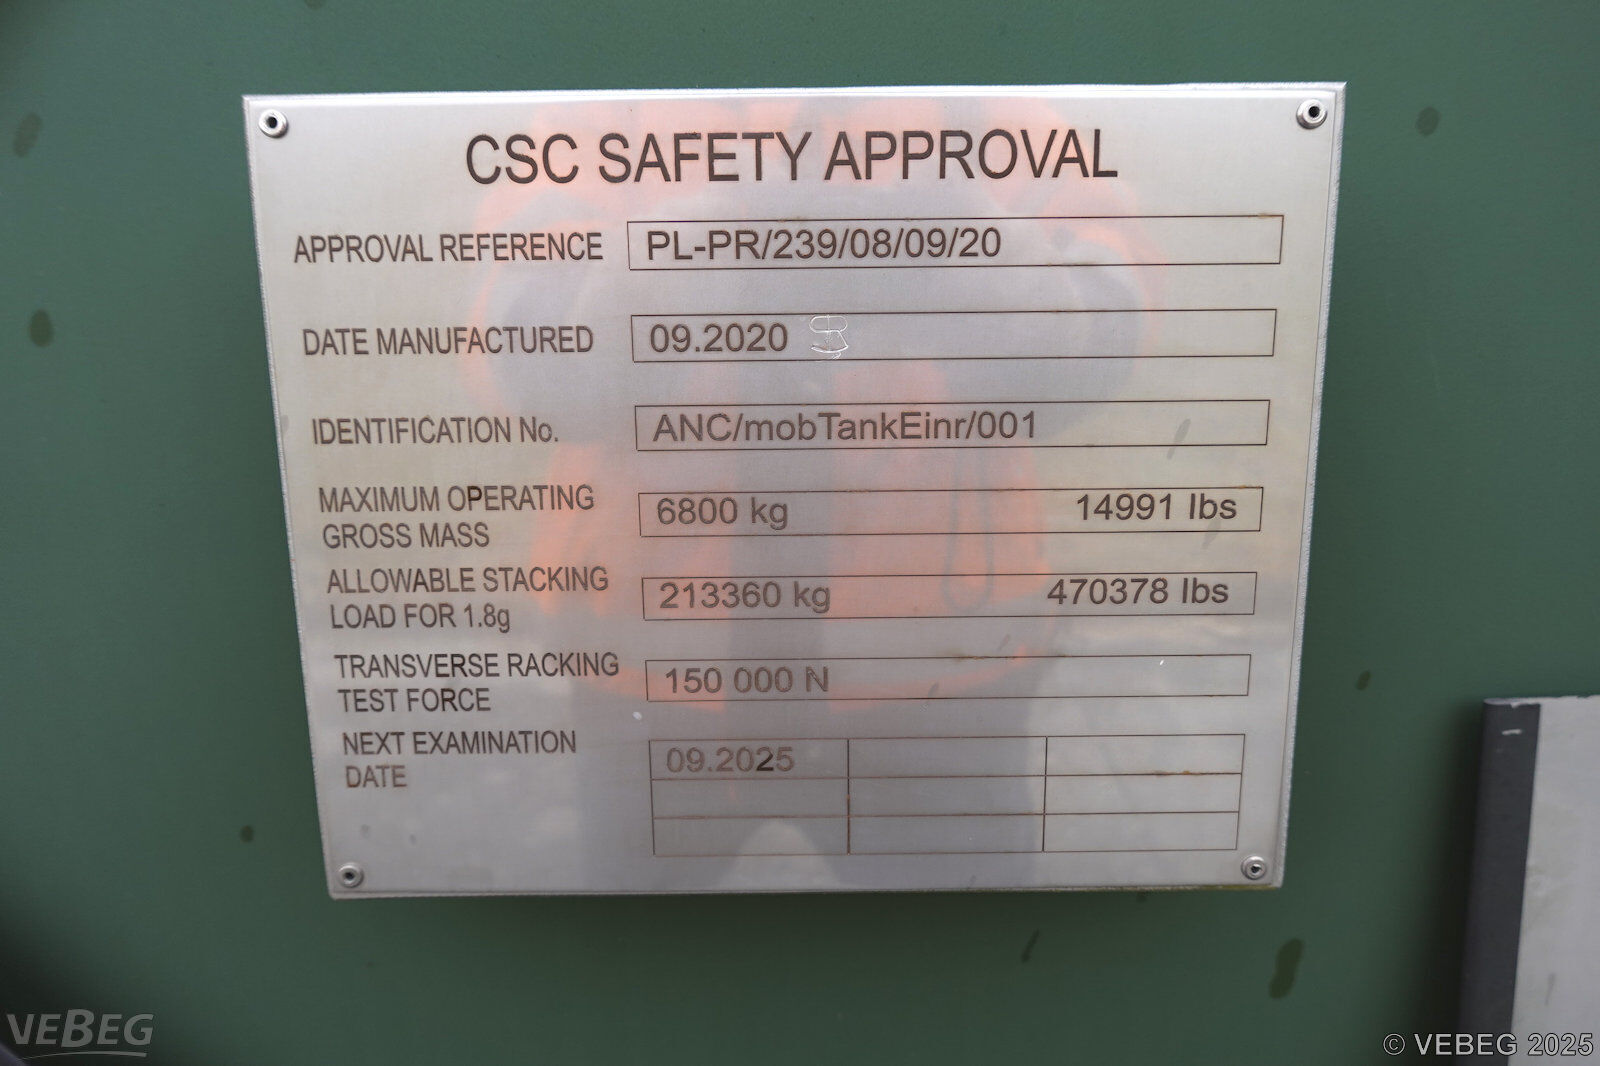 CSC SAFETY APPROVAL
APPROVAL REFERENCE PL-PR/239/08/09/20
DATE MANUFACTURED 09.2020
IDENTIFICATION No. ANC/mobTankEinr/001
MAXIMUM OPERATING
GROSS MASS 6800 kg 14991 lbs
ALLOWABLE STACKING
LOAD FOR 1.8g 213360 kg 470378 lbs
TRANSVERSE RACKING
TEST FORCE 150 000 N
NEXT EXAMINATION
DATE 09.2025
VEBEG
© VEBEG 2025